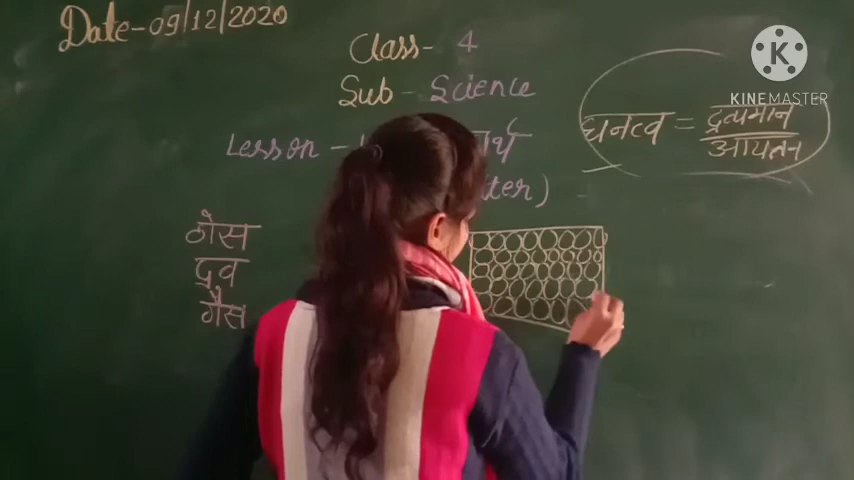 Date-09/12/2020
Class- 4
Sub - Science
Lesson -
K
KINEMASTER
घनत्व = द्रव्यमान
आयतन
ठोस
द्रव
गैस